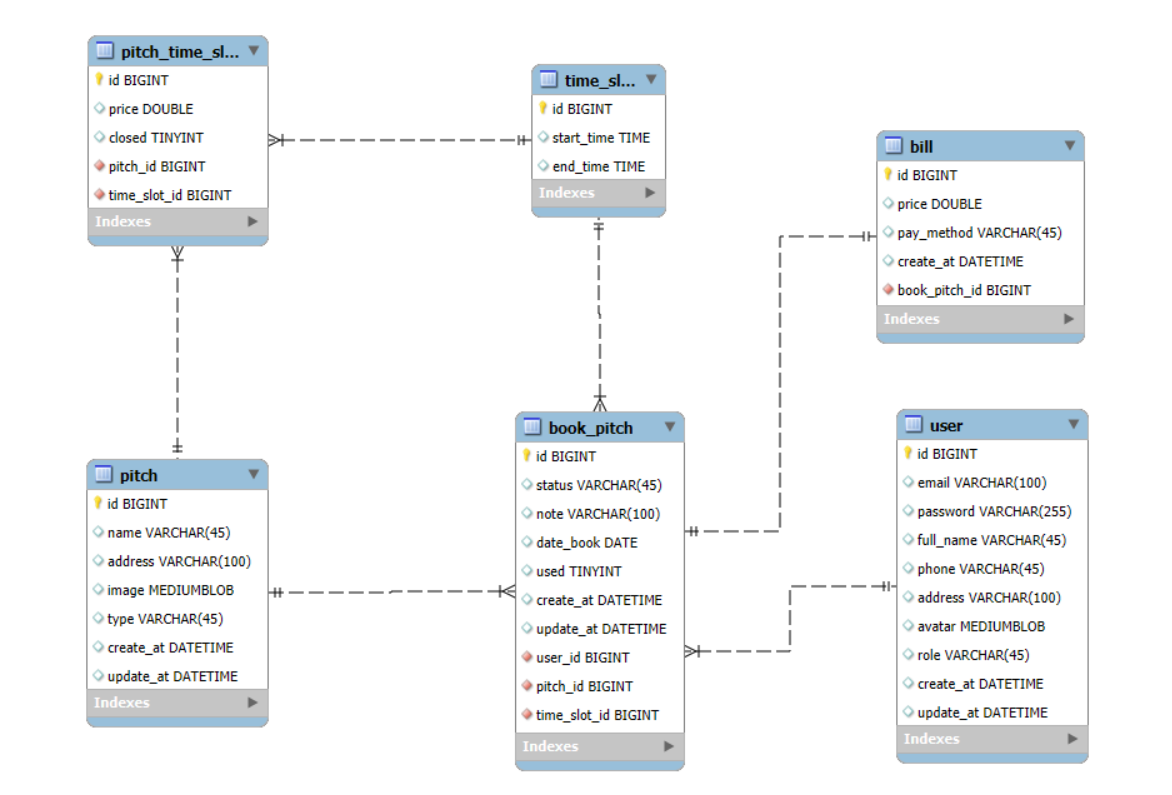 pitch_time_sl...
id BIGINT
price DOUBLE
closed TINYINT
pitch_id BIGINT
time_slot_id BIGINT
Indexes
time_sl...
id BIGINT
start_time TIME
end_time TIME
Indexes
bill
id BIGINT
price DOUBLE
pay_method VARCHAR(45)
create_at DATETIME
book_pitch_id BIGINT
Indexes
pitch
id BIGINT
name VARCHAR(45)
address VARCHAR(100)
image MEDIUMBLOB
type VARCHAR(45)
create_at DATETIME
update_at DATETIME
Indexes
book_pitch
id BIGINT
status VARCHAR(45)
note VARCHAR(100)
date_book DATE
used TINYINT
create_at DATETIME
update_at DATETIME
user_id BIGINT
pitch_id BIGINT
time_slot_id BIGINT
Indexes
user
id BIGINT
email VARCHAR(100)
password VARCHAR(255)
full_name VARCHAR(45)
phone VARCHAR(45)
address VARCHAR(100)
avatar MEDIUMBLOB
role VARCHAR(45)
create_at DATETIME
update_at DATETIME
Indexes